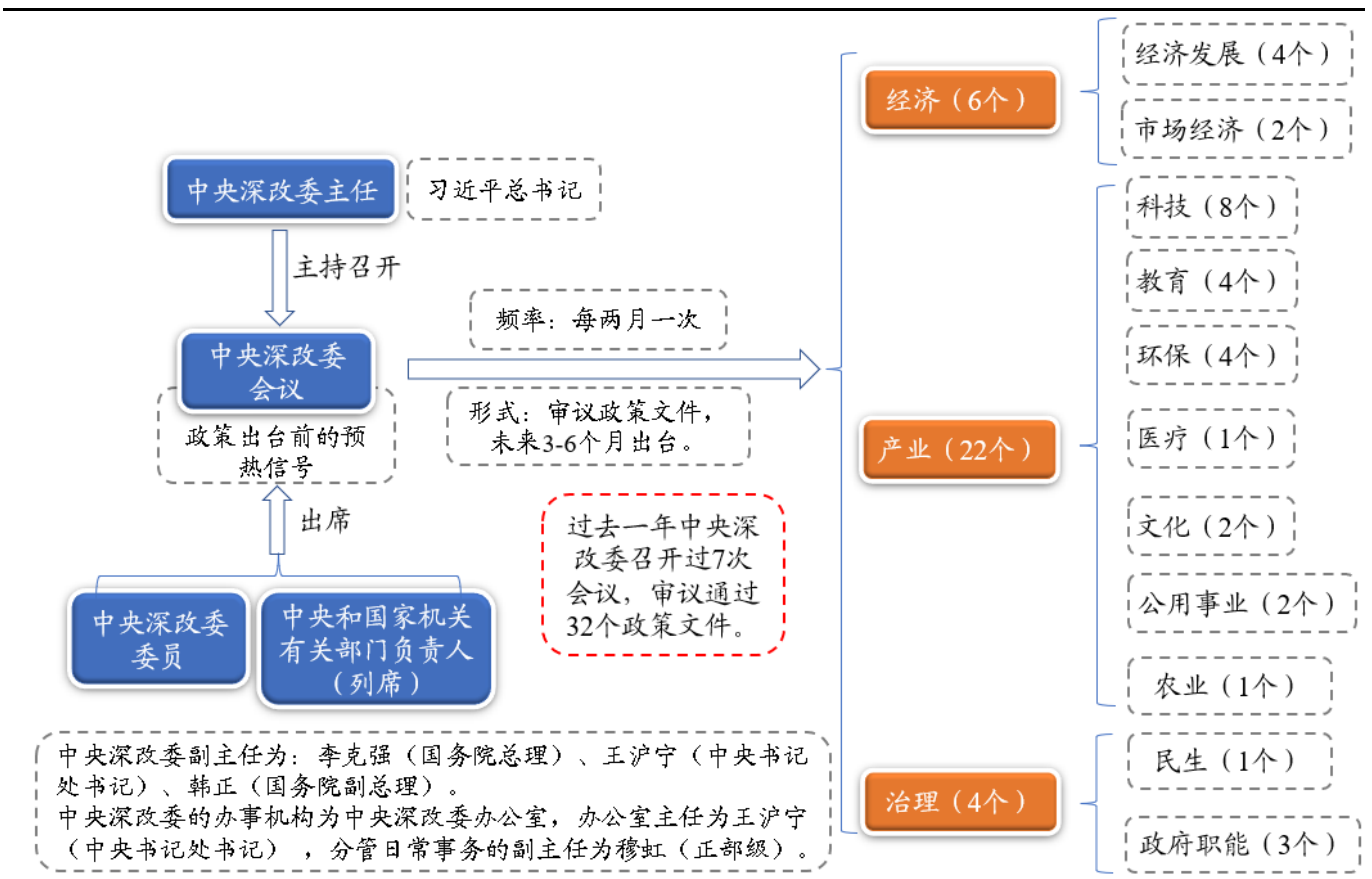 中央深改委主任
习近平总书记
主持召开
中央深改委
会议
政策出台前的预
热信号
出席
中央深改委
委员
中央和国家机关
有关部门负责人
（列席）
频率：每两月一次
形式：审议政策文件，
未来3-6个月出台。
过去一年中央深
改委召开过7次
会议，审议通过
32个政策文件。
中央深改委副主任为：李克强（国务院总理）、王沪宁（中央书记
处书记）、韩正（国务院副总理）。
中央深改委的办事机构为中央深改委办公室，办公室主任为王沪宁
（中央书记处书记），分管日常事务的副主任为穆虹（正部级）。
经济（6个）
经济发展（4个）
市场经济（2个）
产业（22个）
科技（8个）
教育（4个）
环保（4个）
医疗（1个）
文化（2个）
公用事业（2个）
农业（1个）
治理（4个）
民生（1个）
政府职能（3个）